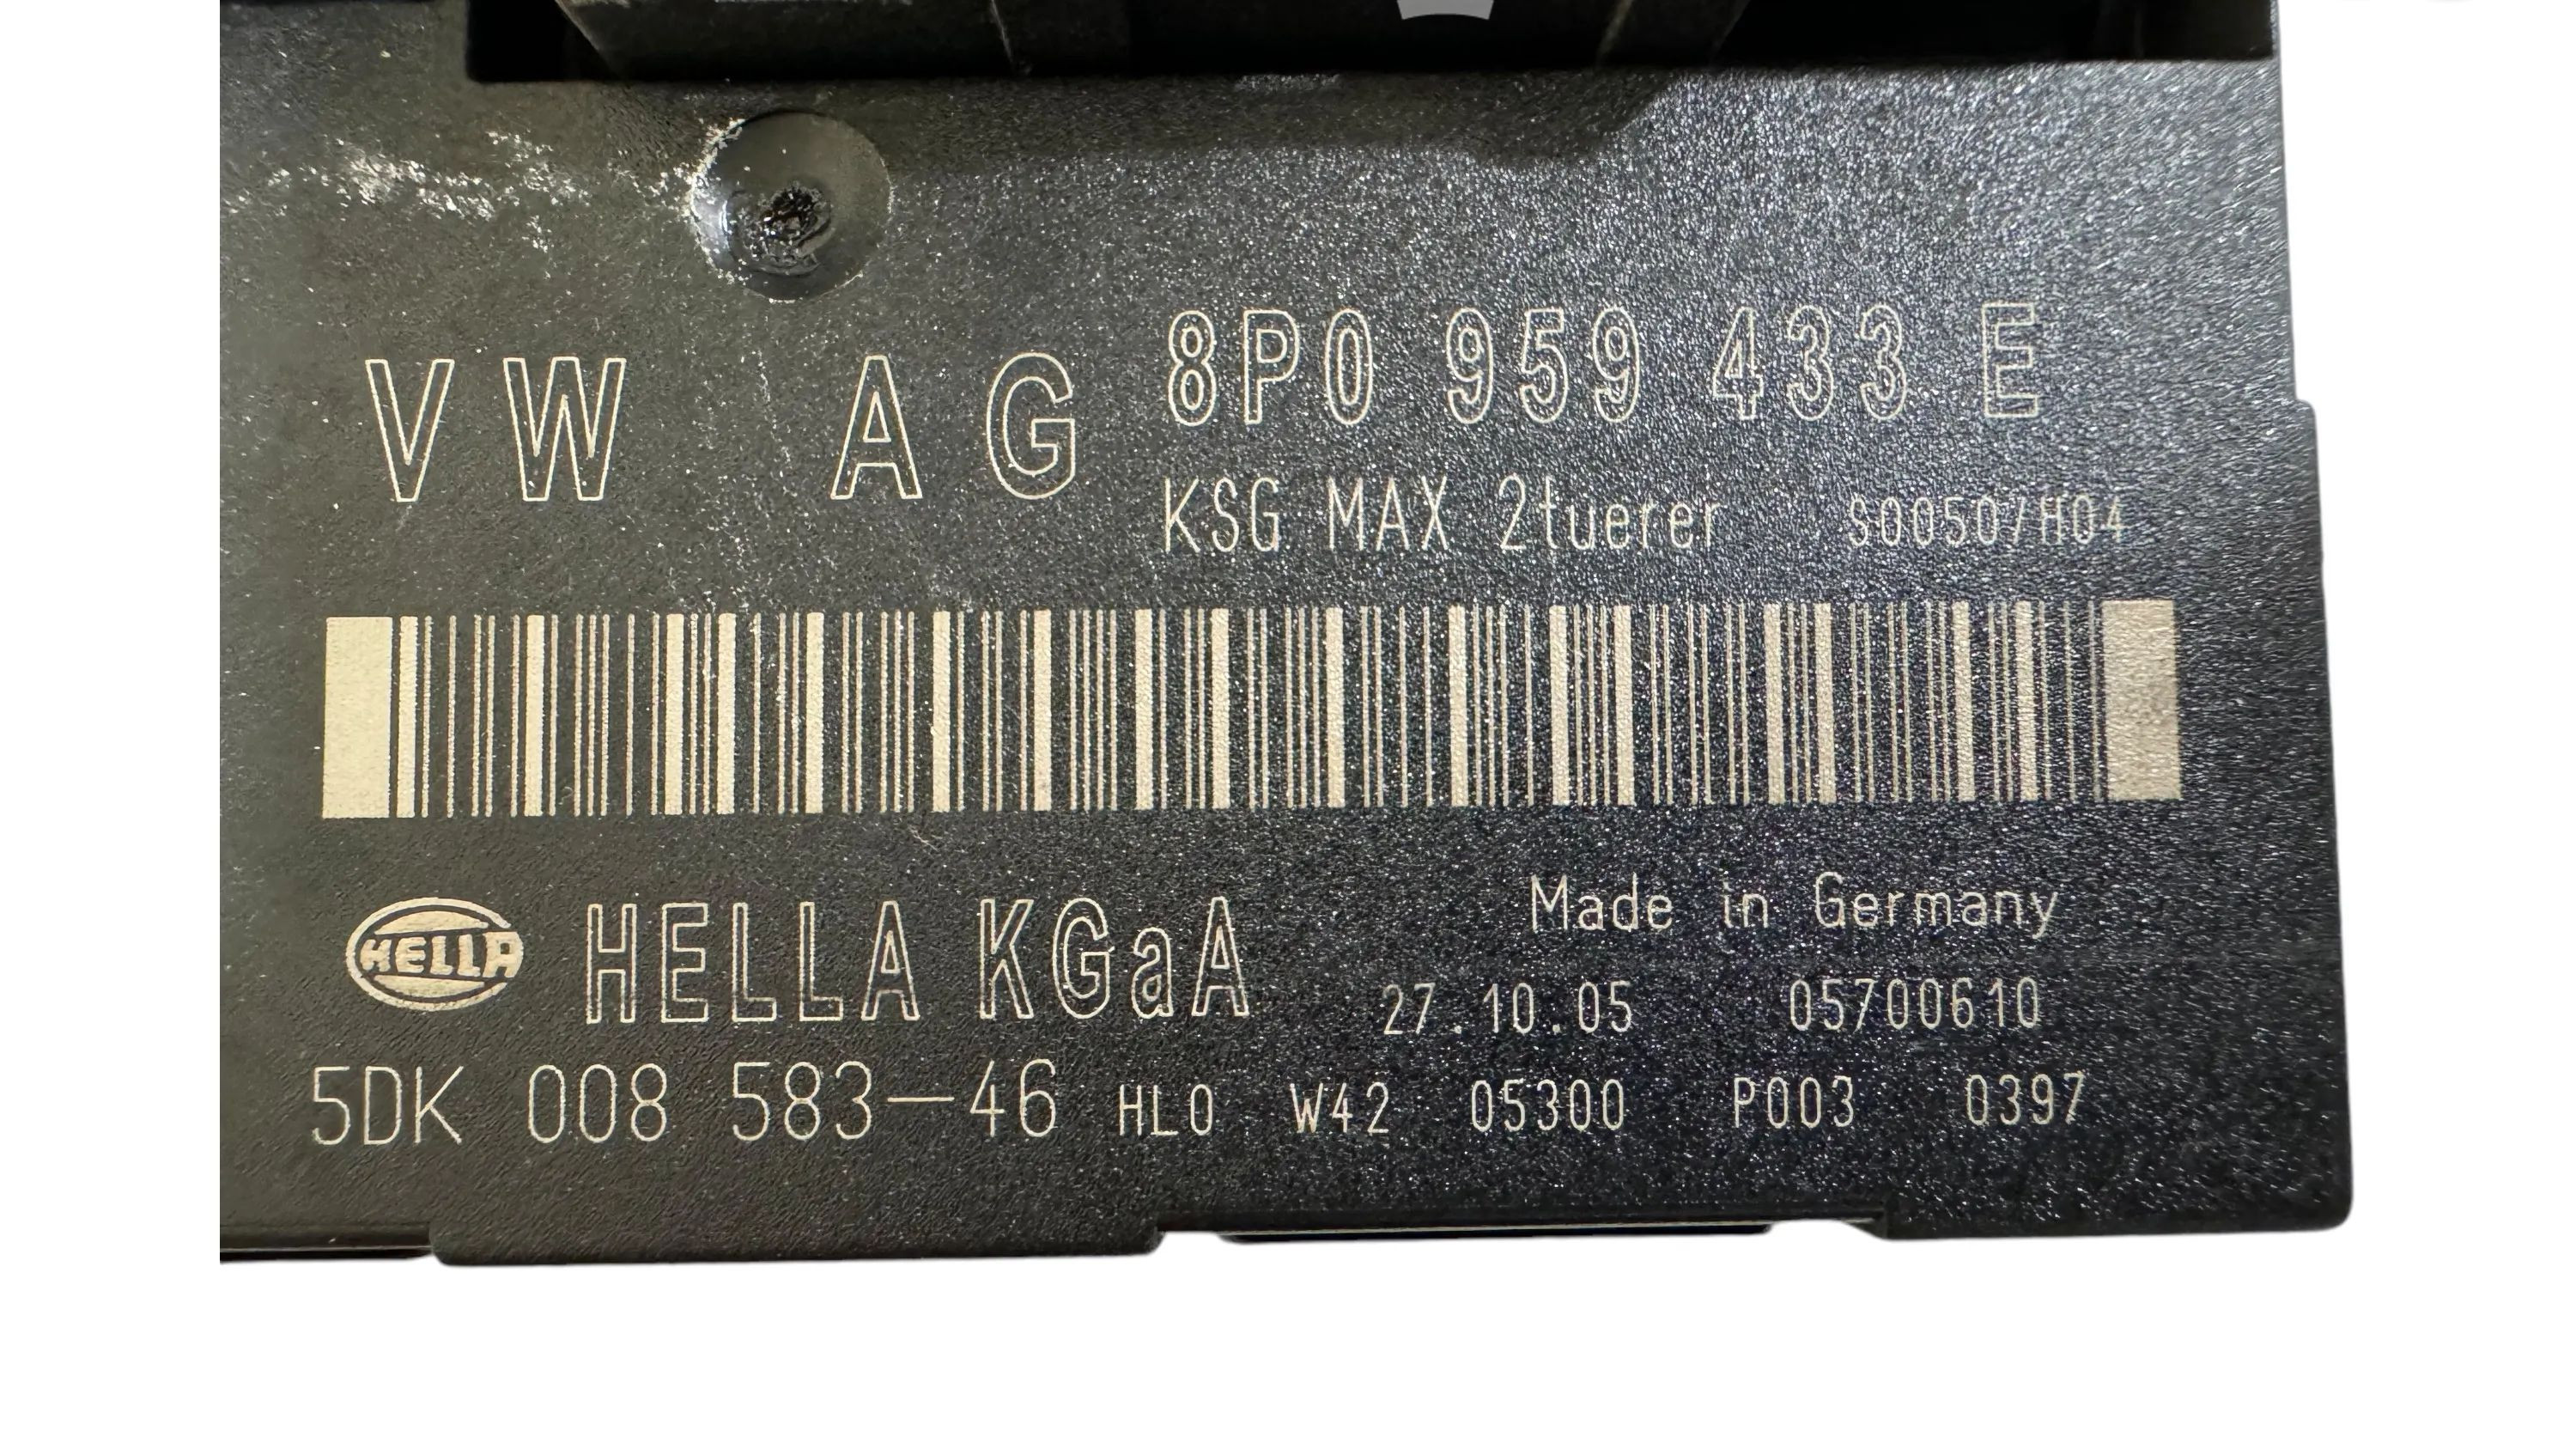 VW AG 8P0 959 433 E
KSG MAX 2tuerer S0050/H04
HELLA HELLA KGaA Made in Germany
27.10.05 05700610
5DK 008 583-46 HLO W42 05300 P003 0397